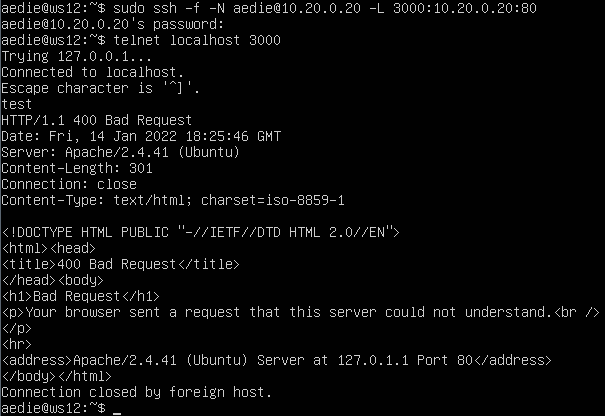 aedie@ws12:~$ sudo ssh -f -N aedie@10.20.0.20 -L 3000:10.20.0.20:80
aedie@10.20.0.20's password:
aedie@ws12:~$ telnet localhost 3000
Trying 127.0.0.1...
Connected to localhost.
Escape character is '^]'.
test
HTTP/1.1 400 Bad Request
Date: Fri, 14 Jan 2022 18:25:46 GMT
Server: Apache/2.4.41 (Ubuntu)
Content-Length: 301
Connection: close
Content-Type: text/html; charset=iso-8859-1

<!DOCTYPE HTML PUBLIC "-//IETF//DTD HTML 2.0//EN">
<html><head>
<title>400 Bad Request</title>
</head><body>
<h1>Bad Request</h1>
<p>Your browser sent a request that this server could not understand.<br />
</p>
<hr>
<address>Apache/2.4.41 (Ubuntu) Server at 127.0.1.1 Port 80</address>
</body></html>
Connection closed by foreign host.
aedie@ws12:~$ _